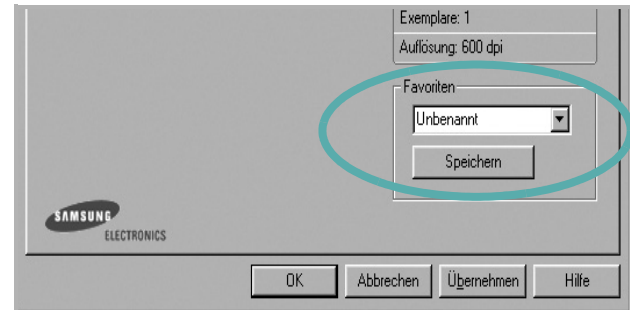 Exemplare: 1
Auflösung: 600 dpi
Favoriten
Unbenannt
Speichern
SAMSUNG
ELECTRONICS
OK Abbrechen Übernehmen Hilfe